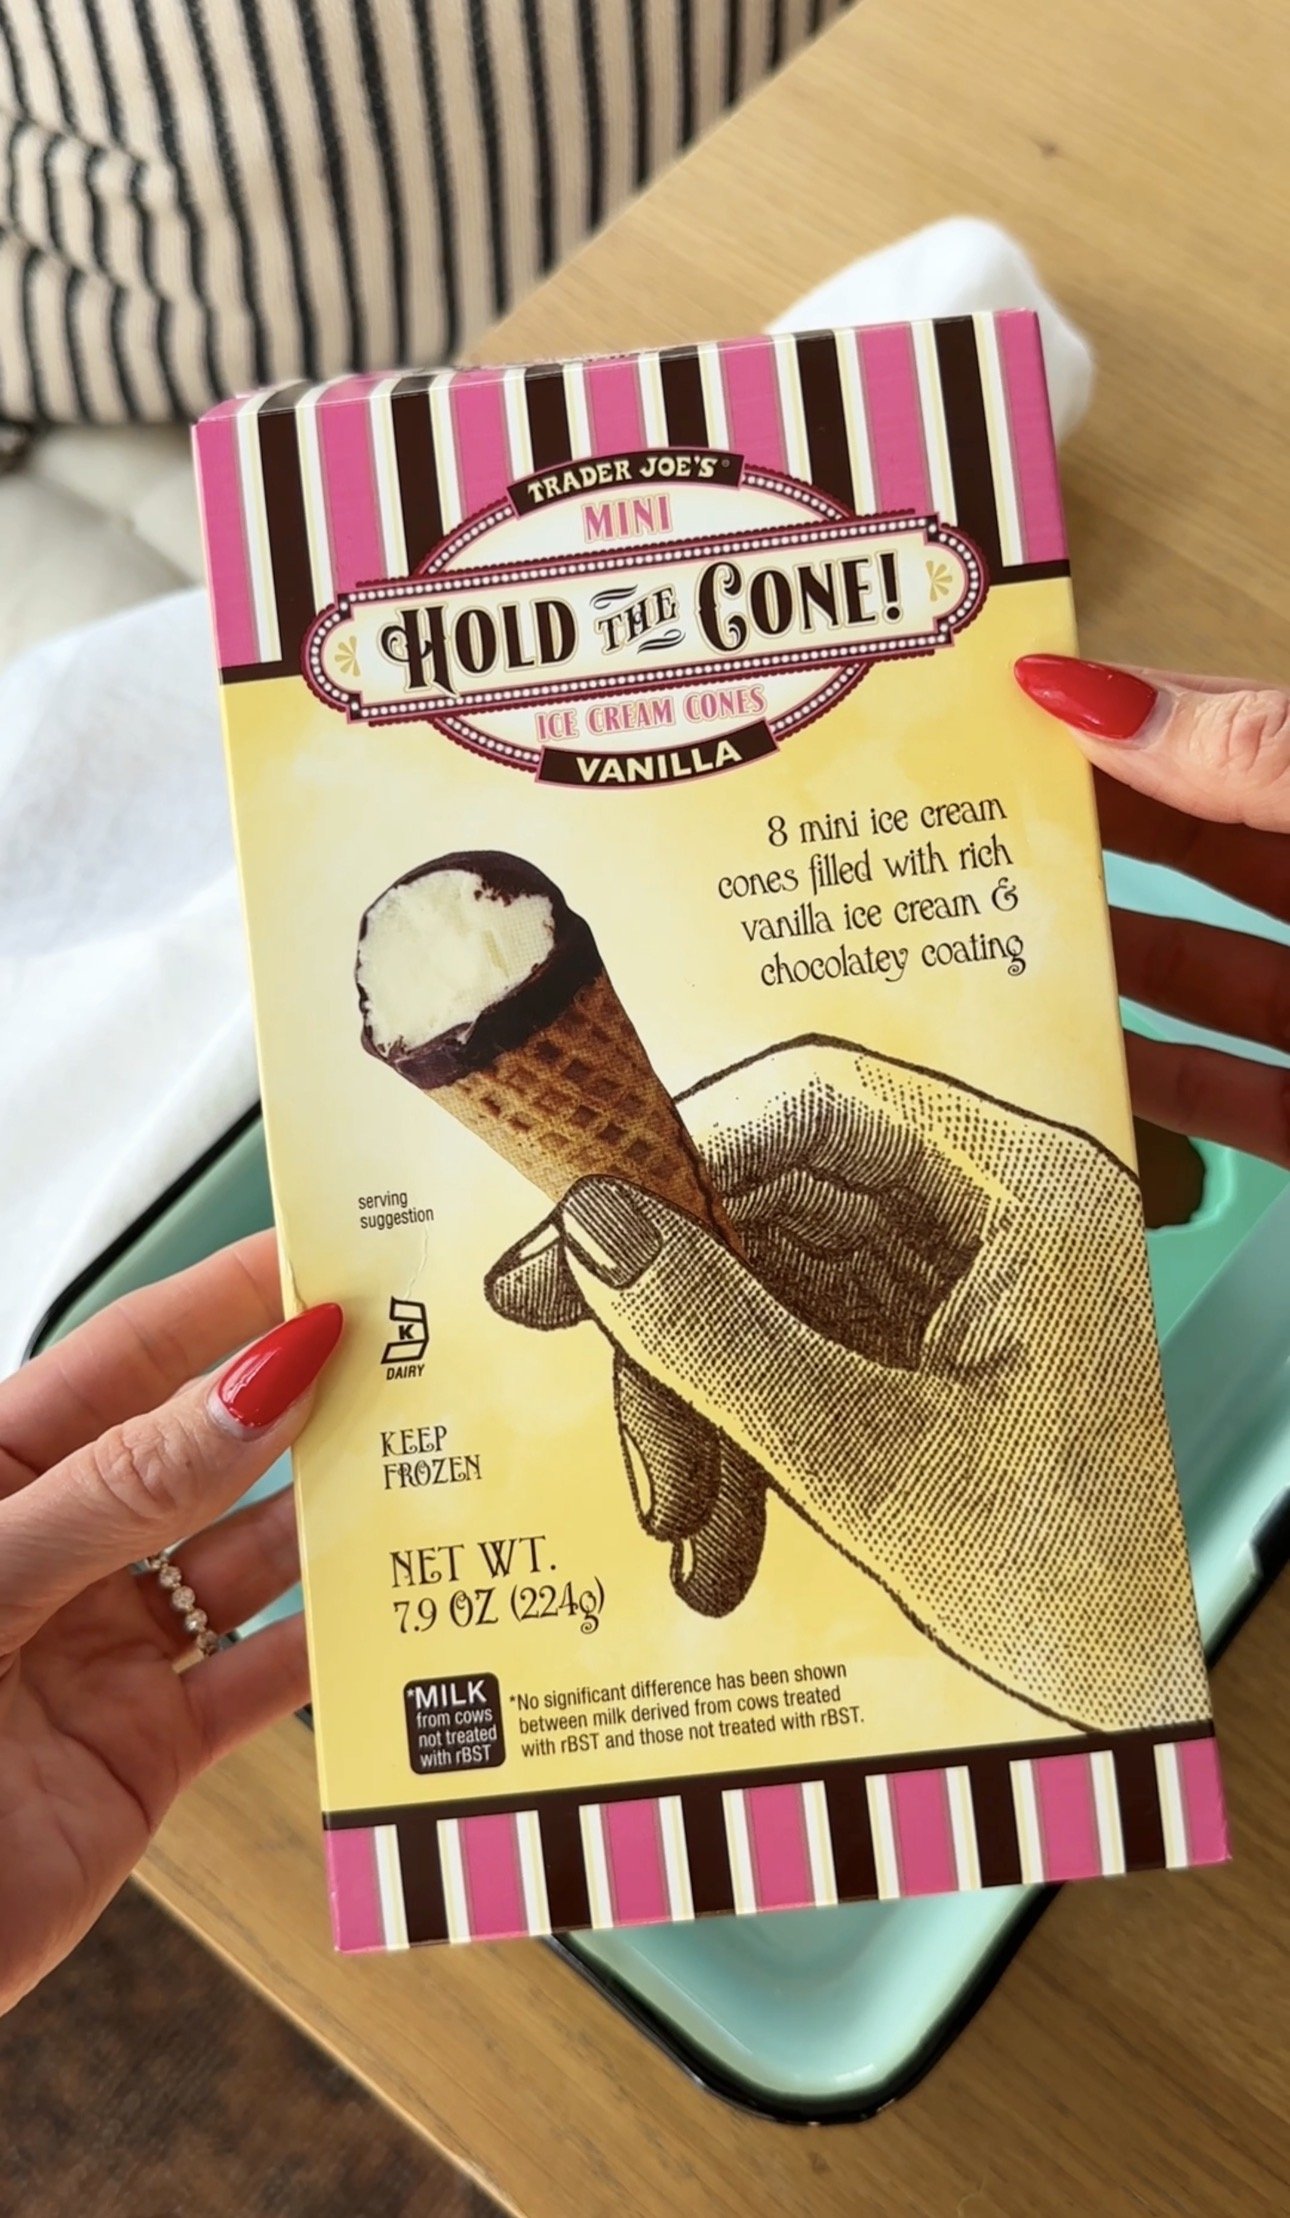 TRADER JOE'S®
MINI
HOLD THE CONE!
ICE CREAM CONES
VANILLA
8 mini ice cream
cones filled with rich
vanilla ice cream &
chocolatey coating
serving
suggestion
K
DAIRY
KEEP
FROZEN
NET WT.
7.9 OZ (224g)
*MILK
from cows
not treated
with rBST
*No significant difference has been shown
between milk derived from cows treated
with rBST and those not treated with rBST.